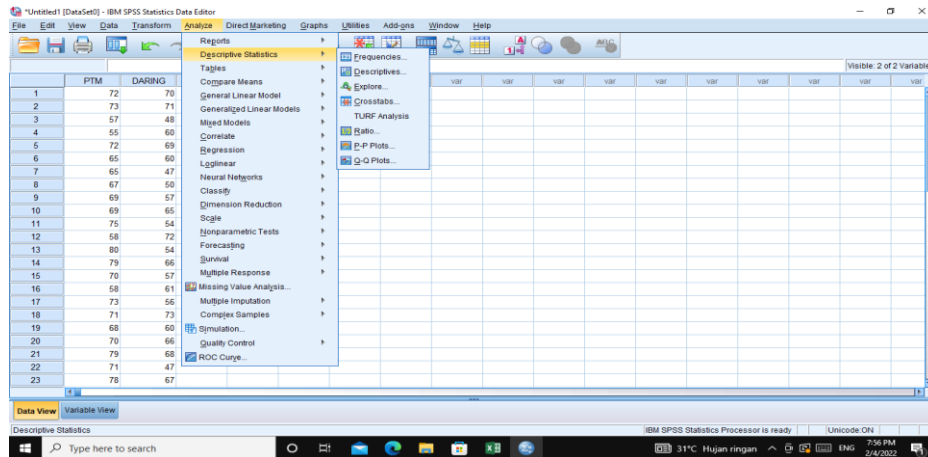 *Untitled1 [DataSet0] - IBM SPSS Statistics Data Editor
File Edit View Data Transform Analyze Direct Marketing Graphs Utilities Add-ons Window Help
Visible: 2 of 2 Variable
Reports
Descriptive Statistics
Tables
Compare Means
General Linear Model
Generalized Linear Models
Mixed Models
Correlate
Regression
Loglinear
Neural Networks
Classify
Dimension Reduction
Scale
Nonparametric Tests
Forecasting
Survival
Multiple Response
Missing Value Analysis...
Multiple Imputation
Complex Samples
Simulation...
Quality Control
ROC Curve...
Frequencies...
Descriptives...
Explore...
Crosstabs...
TURF Analysis
Ratio...
P-P Plots...
Q-Q Plots...
PTM DARING var var var var var var var var var
1 72 70
2 73 71
3 57 48
4 55 60
5 72 69
6 65 60
7 65 47
8 67 50
9 69 57
10 69 65
11 75 54
12 58 72
13 80 54
14 79 66
15 70 57
16 58 61
17 73 56
18 71 73
19 68 60
20 70 66
21 79 68
22 71 47
23 78 67
Data View Variable View
Descriptive Statistics IBM SPSS Statistics Processor is ready Unicode:ON
Type here to search 31°C Hujan ringan ENG 7:56 PM
2/4/2022